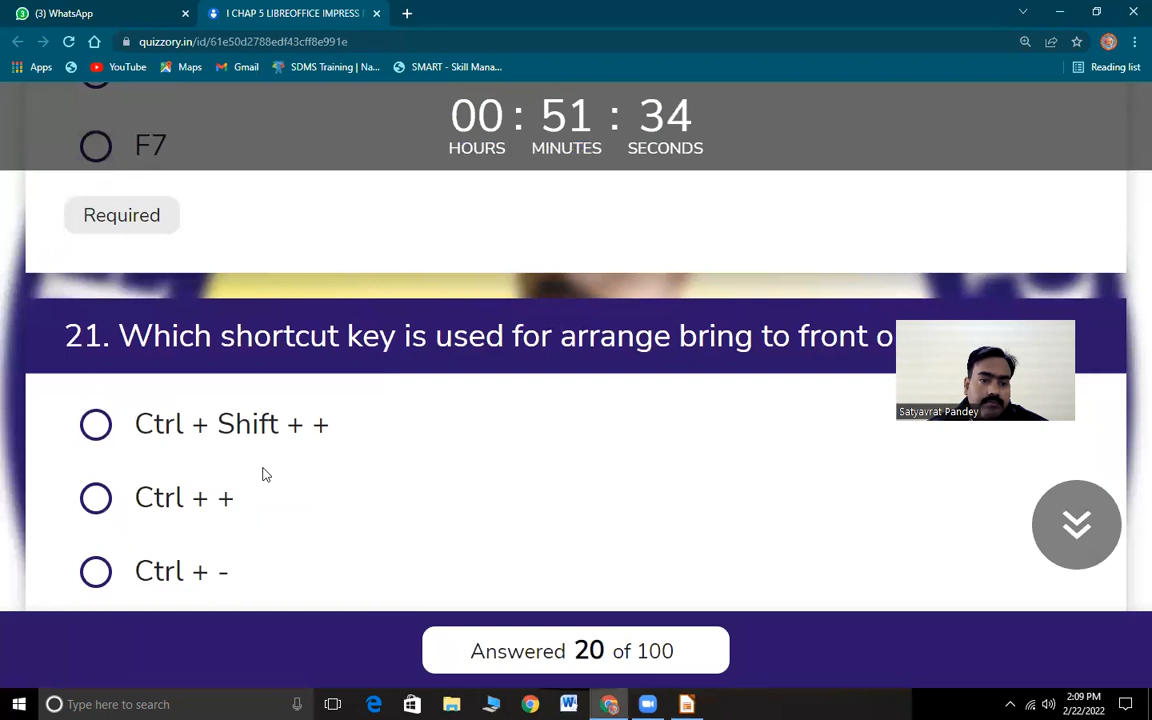 (3) WhatsApp
I CHAP 5 LIBREOFFICE IMPRESS
quizzory.in/id/61e50d2788edf43cff8e991e
Apps
YouTube
Maps
Gmail
SDMS Training | Na...
SMART - Skill Mana...
Reading list
00 : 51 : 34
HOURS MINUTES SECONDS
F7
Required
21. Which shortcut key is used for arrange bring to front o
Satyavrat Pandey
Ctrl + Shift + +
Ctrl + +
Ctrl + -
Answered 20 of 100
Type here to search
2:09 PM
2/22/2022